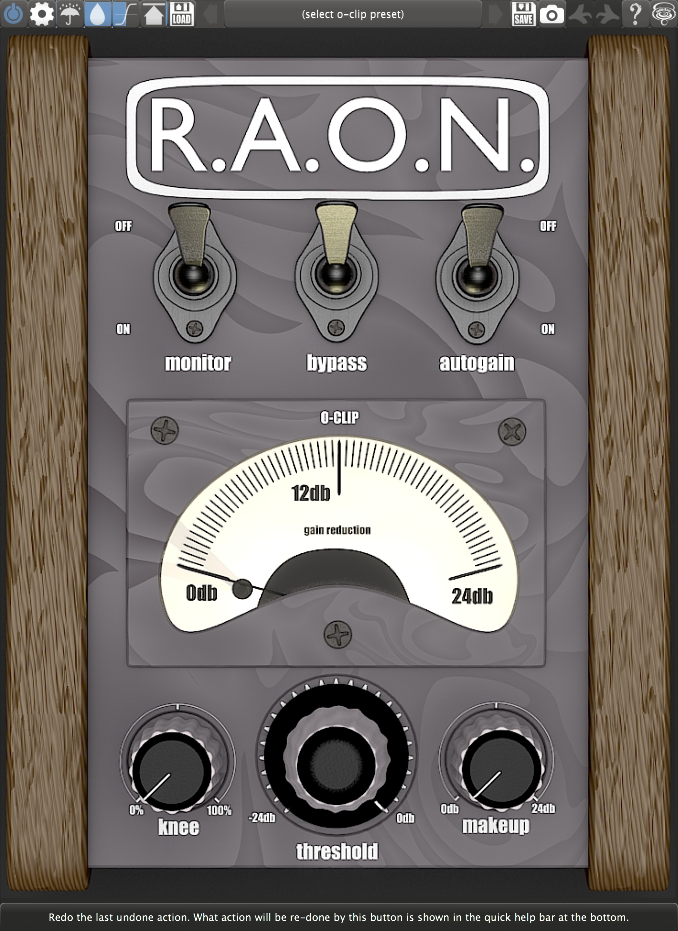 LOAD
(select o-clip preset)
SAVE
?
R.A.O.N.
OFF
OFF
ON
ON
monitor
bypass
autogain
O-CLIP
12db
gain reduction
0db
24db
0%
100%
knee
-24db
0db
threshold
0db
24db
makeup
Redo the last undone action. What action will be re-done by this button is shown in the quick help bar at the bottom.